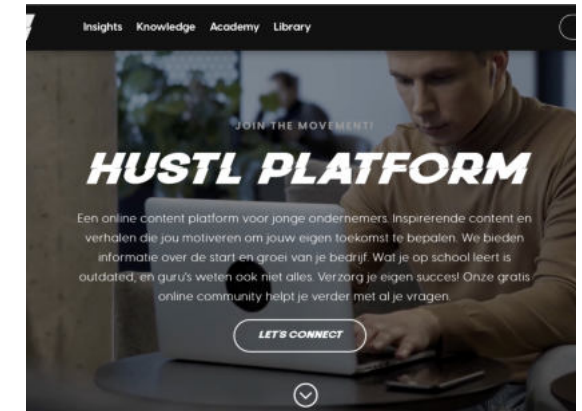 Insights Knowledge Academy Library
JOIN THE MOVEMENT!
HUSTL PLATFORM
Een online content platform voor jonge ondernemers. Inspirerende content en
verhalen die jou motiveren om jouw eigen toekomst te bepalen. We bieden
informatie over de start en groei van je bedrijf. Wat je op school leert is
outdated, en guru's weten ook niet alles. Verzorg je eigen succes! Onze gratis
online community helpt je verder met al je vragen.
LET'S CONNECT